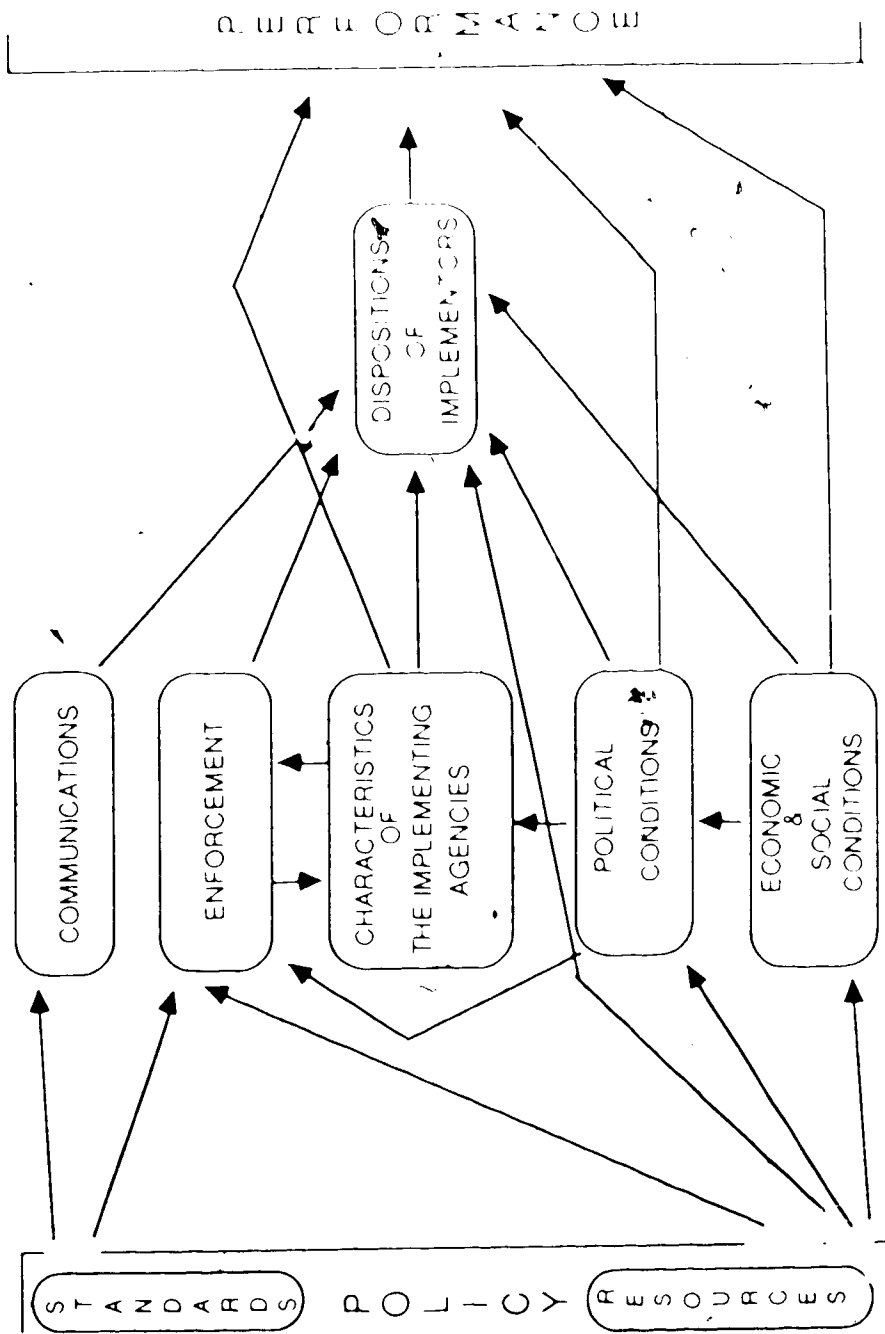 STANDARDS
POLICY
RESOURCES
COMMUNICATIONS
ENFORCEMENT
CHARACTERISTICS
OF
THE IMPLEMENTING
AGENCIES
POLITICAL
CONDITIONS
ECONOMIC
&
SOCIAL
CONDITIONS
DISPOSITIONS
OF
IMPLEMENTORS
PERFORMANCE